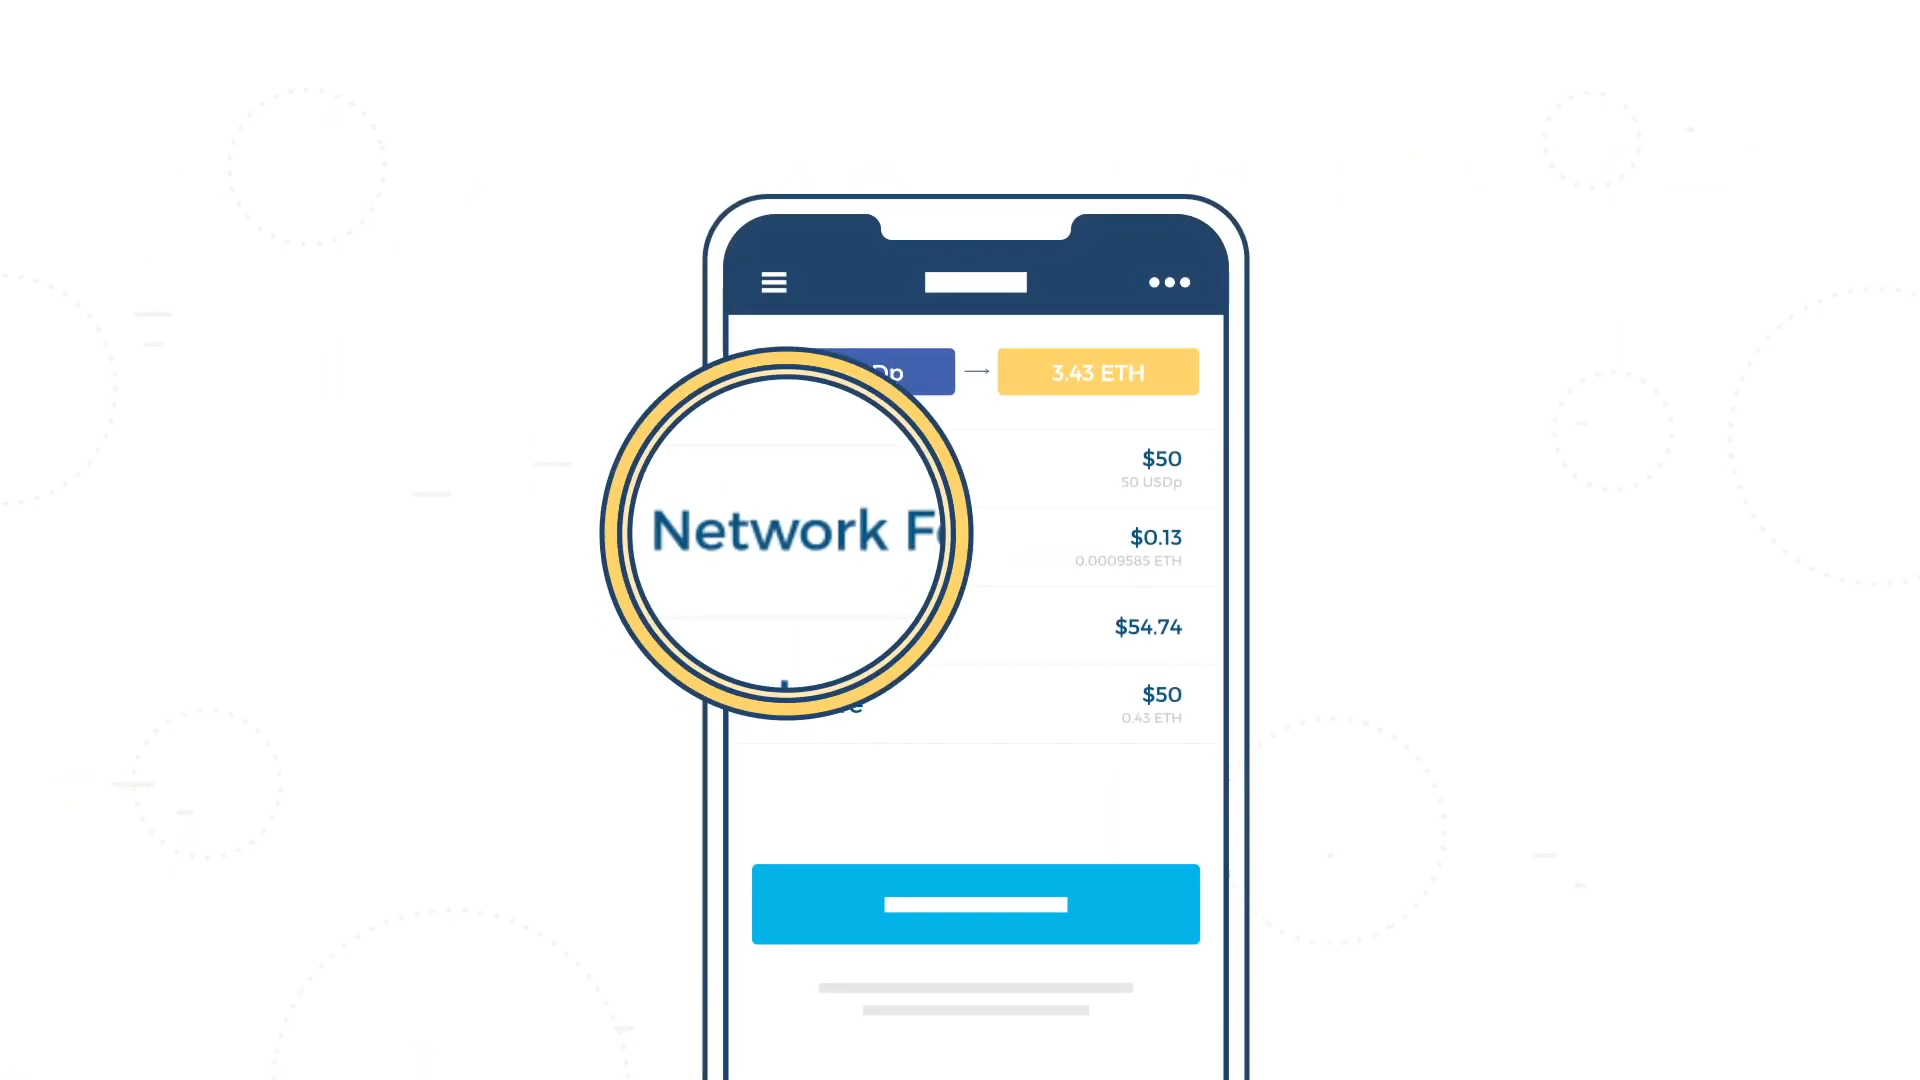 3.43 ETH
$50
50 USDp
Network
$0.13
0.0009585 ETH
$54.74
$50
0.43 ETH